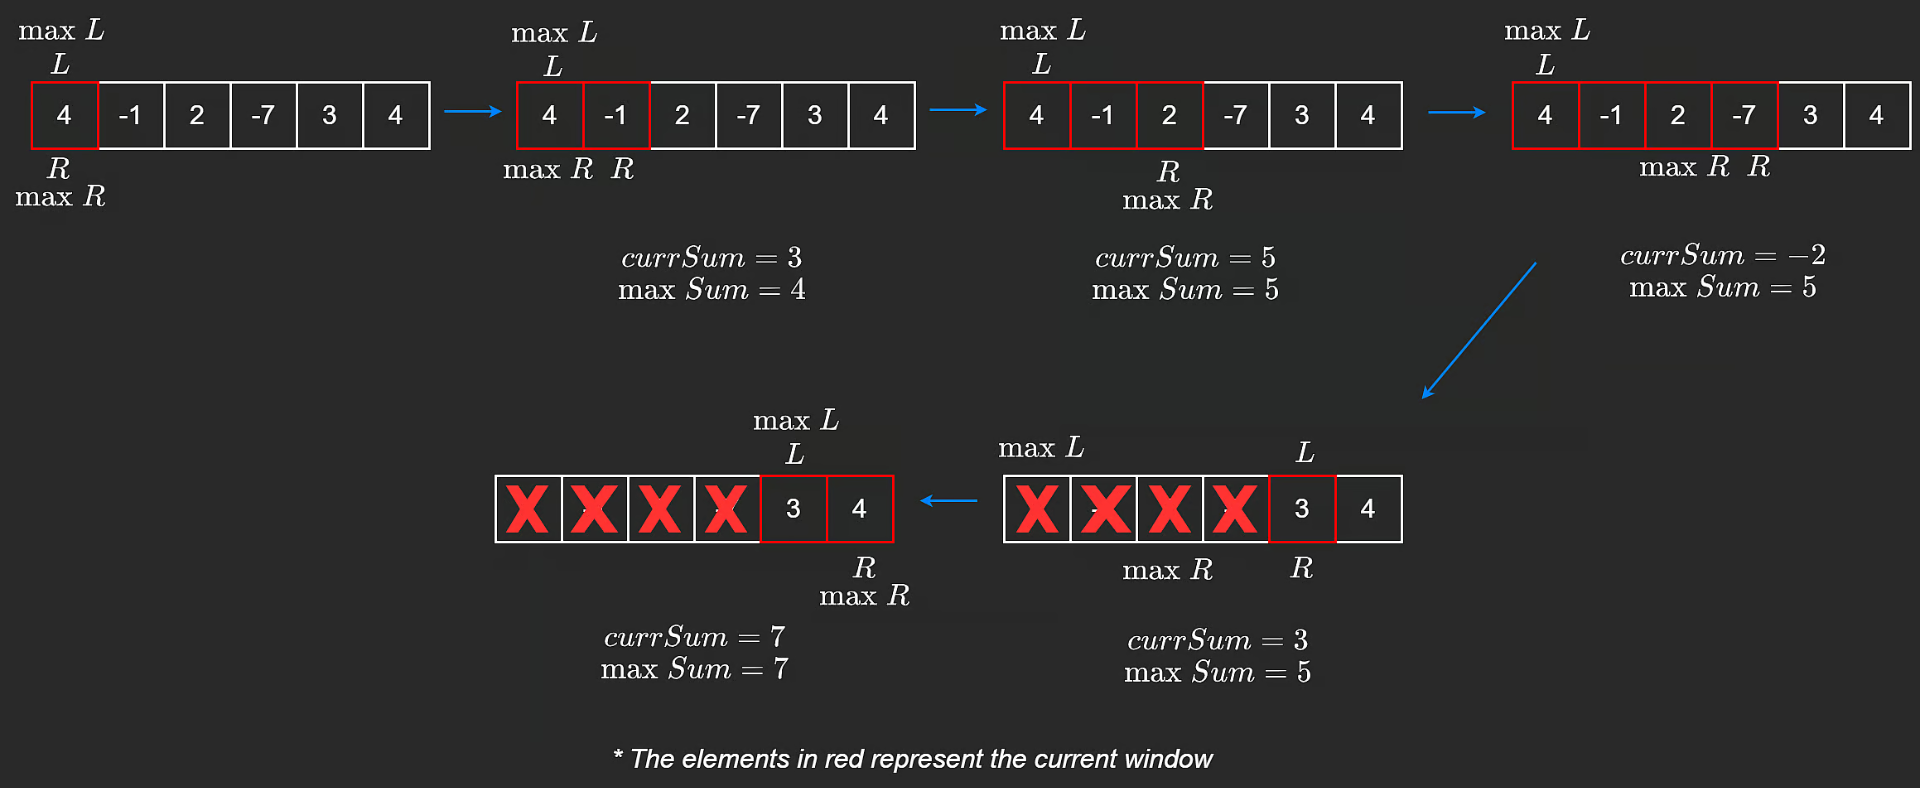 max L
L
4 -1 2 -7 3 4
R
max R
max L
L
4 -1 2 -7 3 4
max R R
currSum = 3
max Sum = 4
max L
L
4 -1 2 -7 3 4
R
max R
currSum = 5
max Sum = 5
max L
L
4 -1 2 -7 3 4
max R R
currSum = −2
max Sum = 5
max L L
X X X X 3 4
max R R
currSum = 3
max Sum = 5
max L
L
X X X X 3 4
R
max R
currSum = 7
max Sum = 7
* The elements in red represent the current window